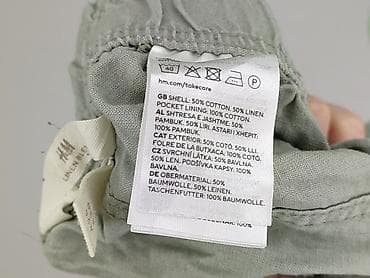 40
P
hm.com/takecare
GB SHELL: 50% COTTON, 50% LINEN
POCKET LINING: 100% COTTON.
AL SHTRESA E JASHTME: 50%
PAMBUK, 50% LIRI, ASTARI I XHEPIT:
100% PAMBUK.
CAT EXTERIOR: 50% COTÓ, 50% LLI.
FOLRE DE LA BUTXACA: 100% COTÓ.
CZ SVRCHNÍ LÁTKA: 50% BAVLNA,
50% LEN. PODŠÍVKA KAPSY: 100%
BAVLNA.
DE OBERMATERIAL: 50%
BAUMWOLLE, 50% LEINEN.
TASCHENFUTTER: 100% BAUMWOLLE.
100%
H&M